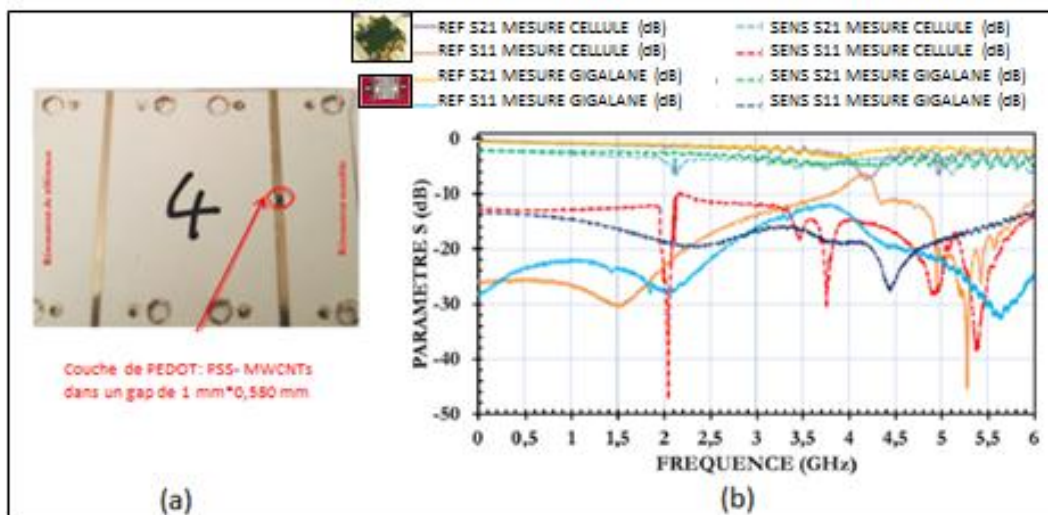 REF S21 MESURE CELLULE (dB)
REF S11 MESURE CELLULE (dB)
REF S21 MESURE GIGALANE (dB)
REF S11 MESURE GIGALANE (dB)
SENS S21 MESURE CELLULE (dB)
SENS S11 MESURE CELLULE (dB)
SENS S21 MESURE GIGALANE (dB)
SENS S11 MESURE GIGALANE (dB)
4
Couche de PEDOT: PSS- MWCNTs
dans un gap de 1 mm*0,580 mm
(a)
PARAMETRE S (dB)
0
-10
-20
-30
-40
-50
0 0,5 1 1,5 2 2,5 3 3,5 4 4,5 5 5,5 6
FREQUENCE (GHz)
(b)